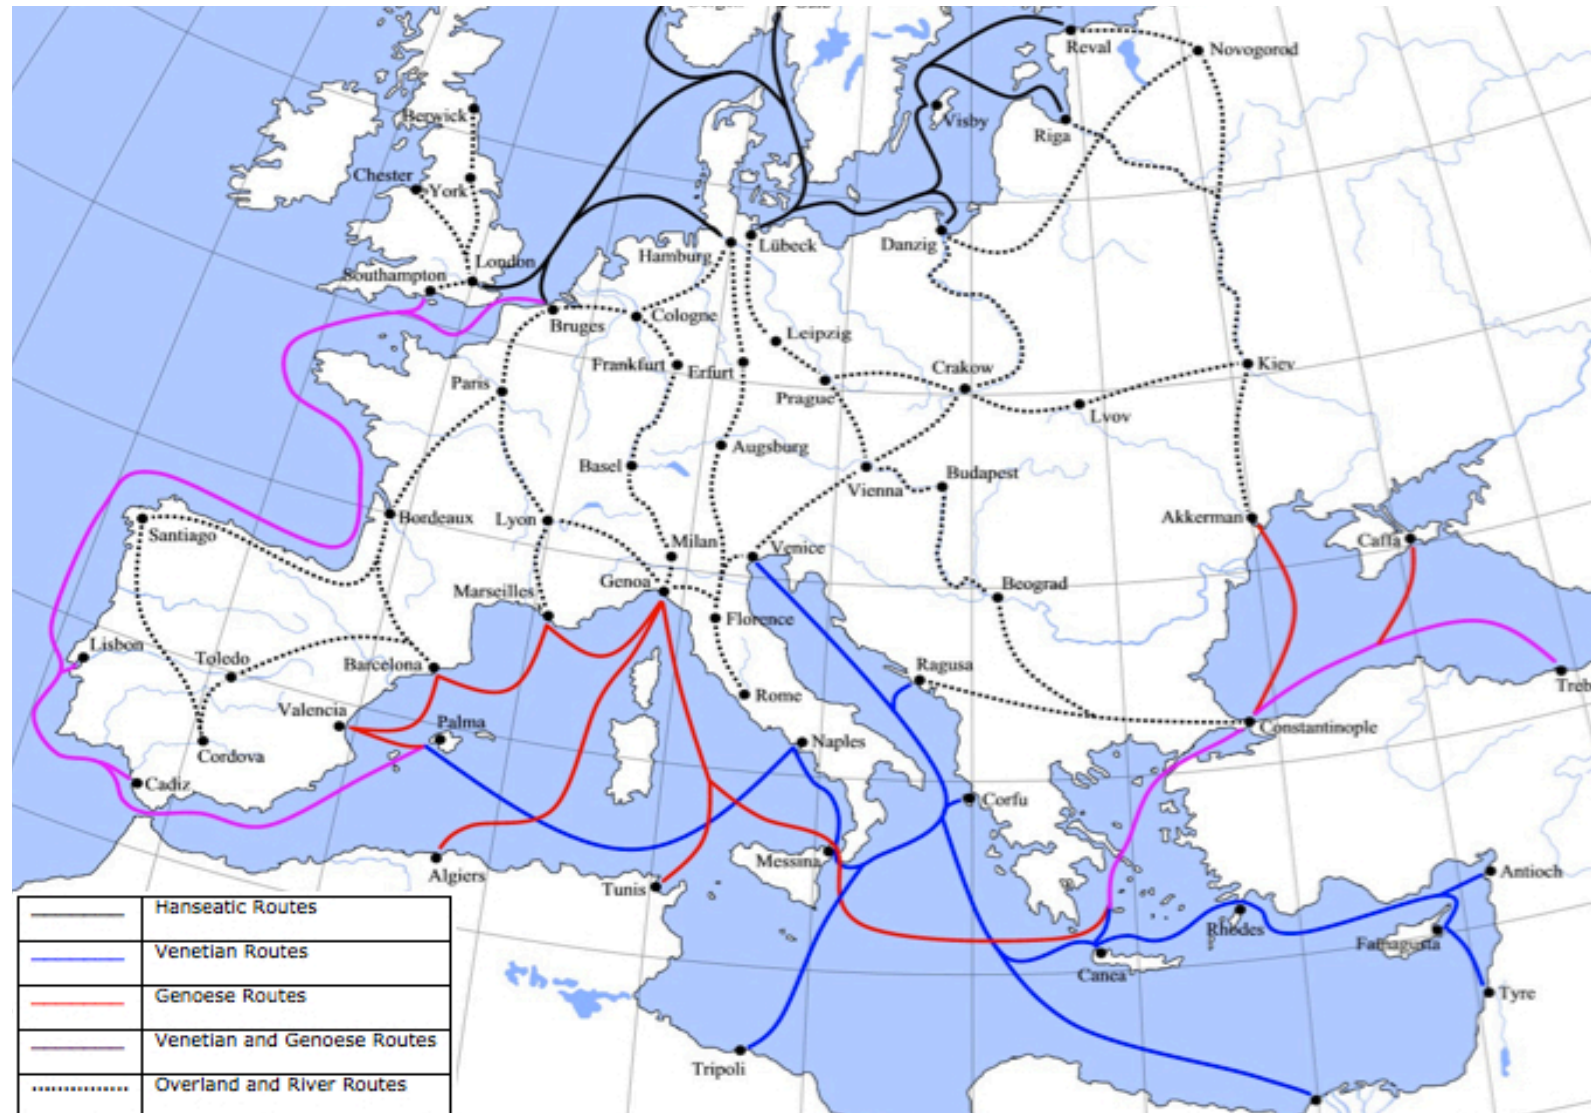 Reval
Novogorod
Berwick
Visby
Riga
Chester
York
Lübeck
Danzig
Hamburg
London
Southampton
Bruges
Cologne
Leipzig
Frankfurt
Erfurt
Crakow
Kiev
Paris
Prague
Lvov
Augsburg
Basel
Vienna
Budapest
Santiago
Bordeaux
Lyon
Akkerman
Milan
Venice
Caffa
Genoa
Marseilles
Beograd
Florence
Lisbon
Toledo
Barcelona
Ragusa
Treb
Rome
Valencia
Palma
Constantinople
Naples
Cordova
Cadiz
Corfu
Messina
Algiers
Tunis
Antioch
Rhodes
Famagusta
Canea
Tyre
Tripoli
Hanseatic Routes
Venetian Routes
Genoese Routes
Venetian and Genoese Routes
Overland and River Routes